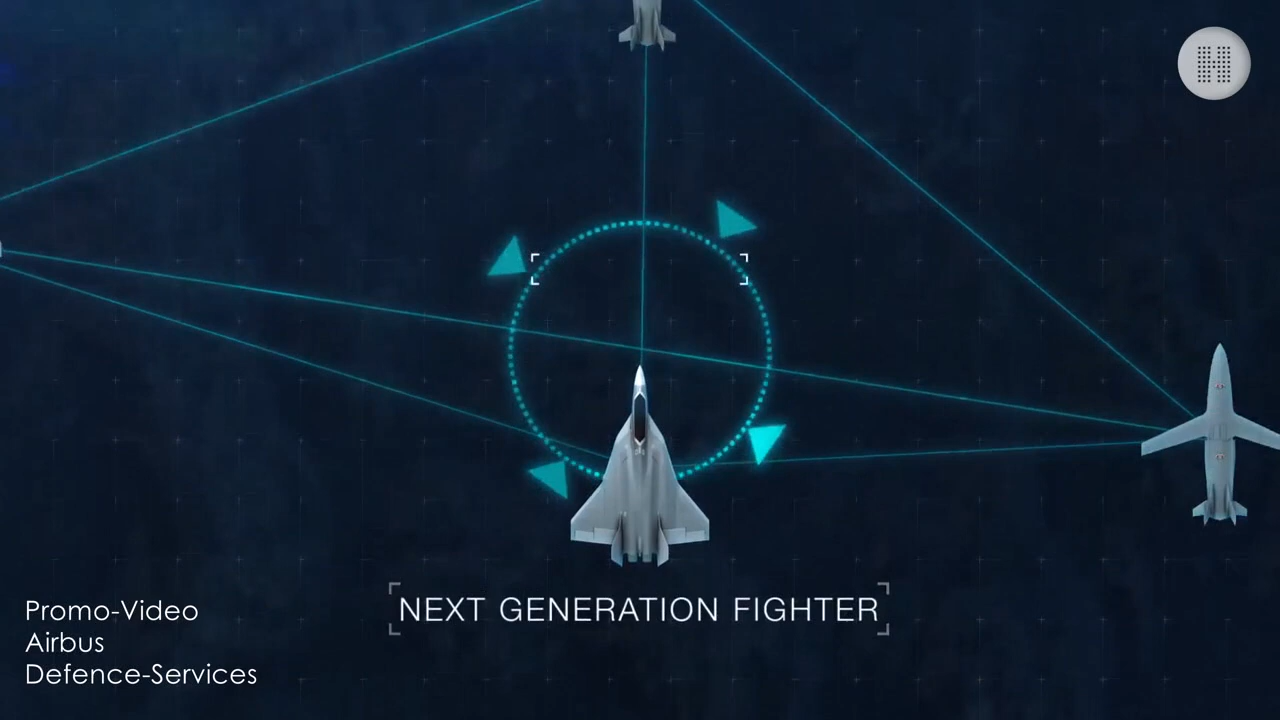 H
NEXT GENERATION FIGHTER
Promo-Video
Airbus
Defence-Services